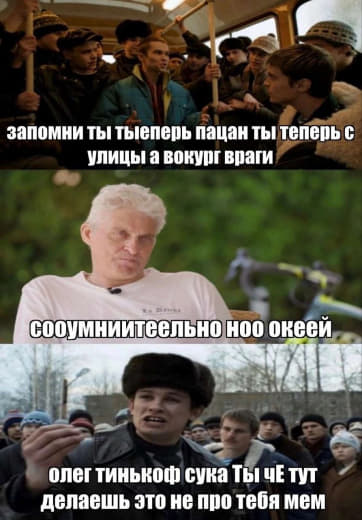 запомни ты тыеперь пацан ты теперь с
улицы а вокург враги
сооумниитеельно ноо океей
олег тинькоф сука Ты чЕ тут
делаешь это не про тебя мем